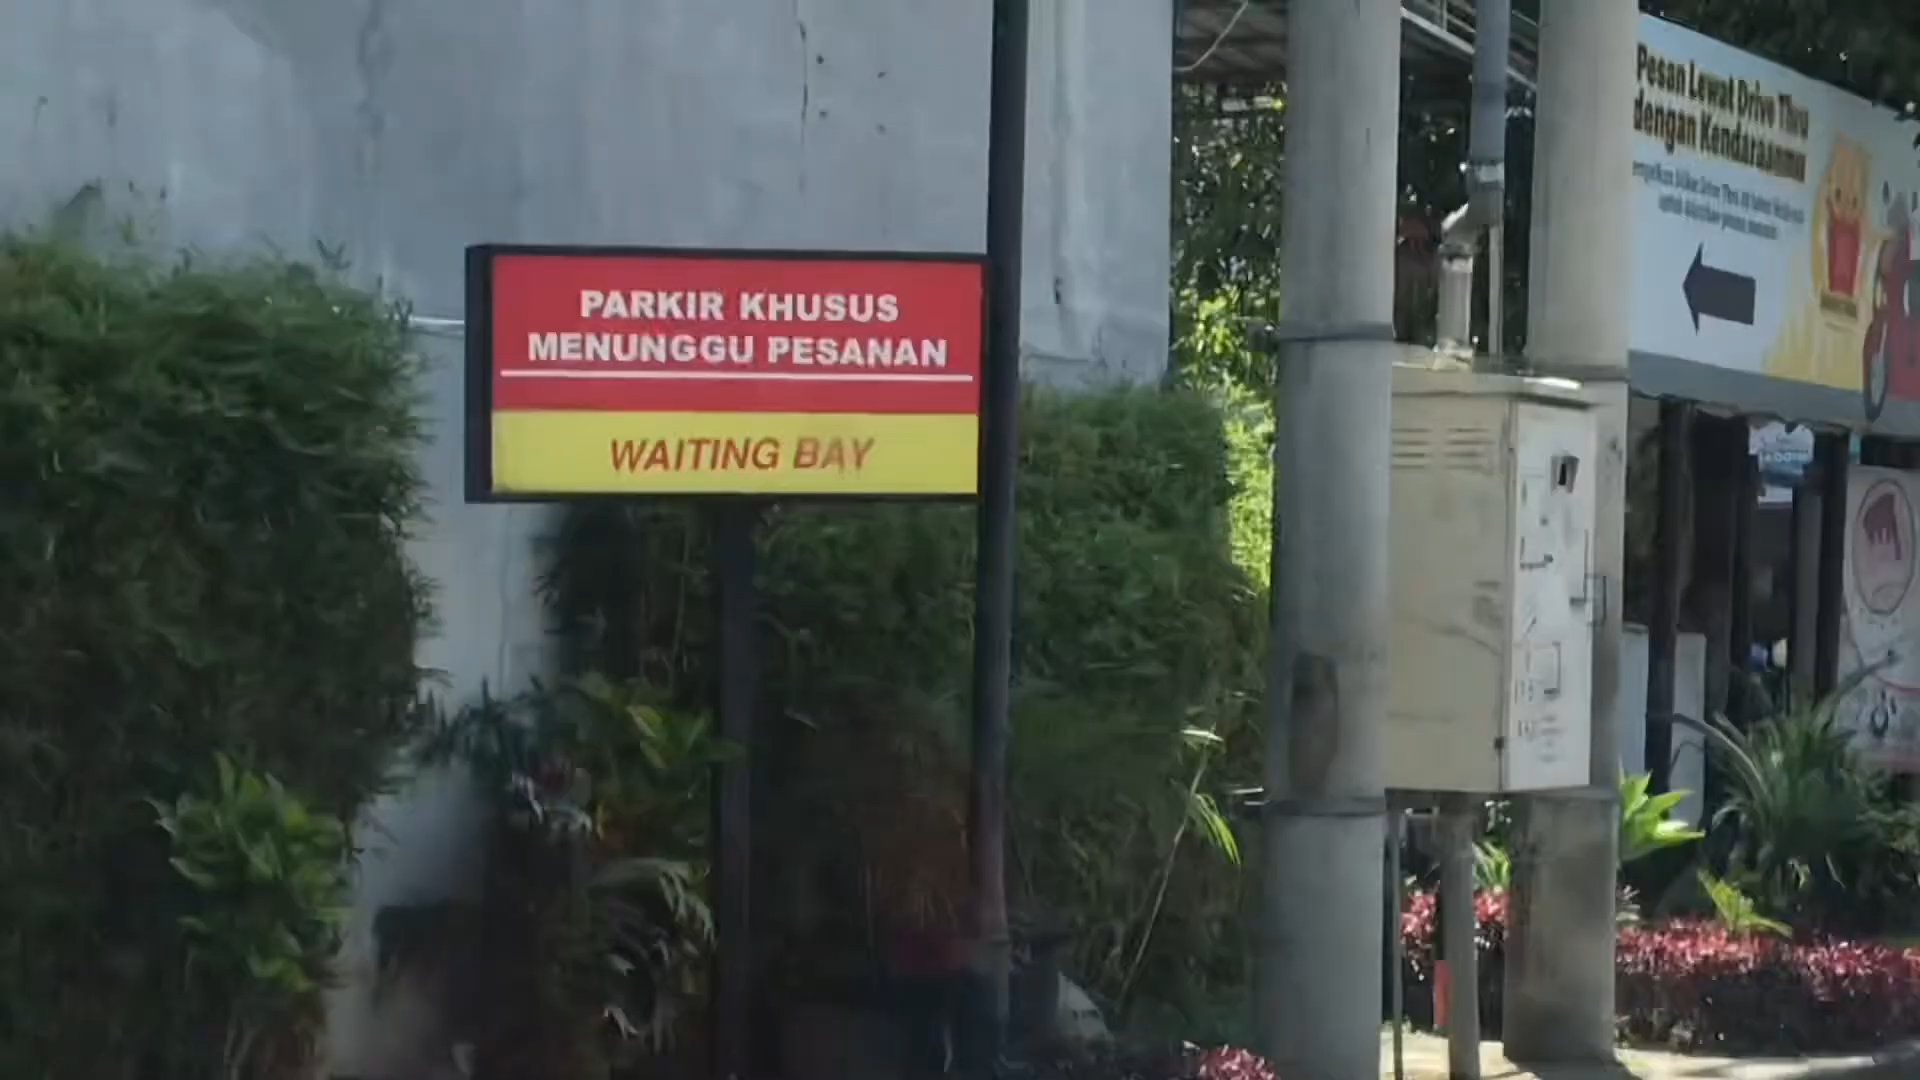 PARKIR KHUSUS
MENUNGGU PESANAN
WAITING BAY
Pesan Lewat Drive Thru
dengan Kendaraanmu